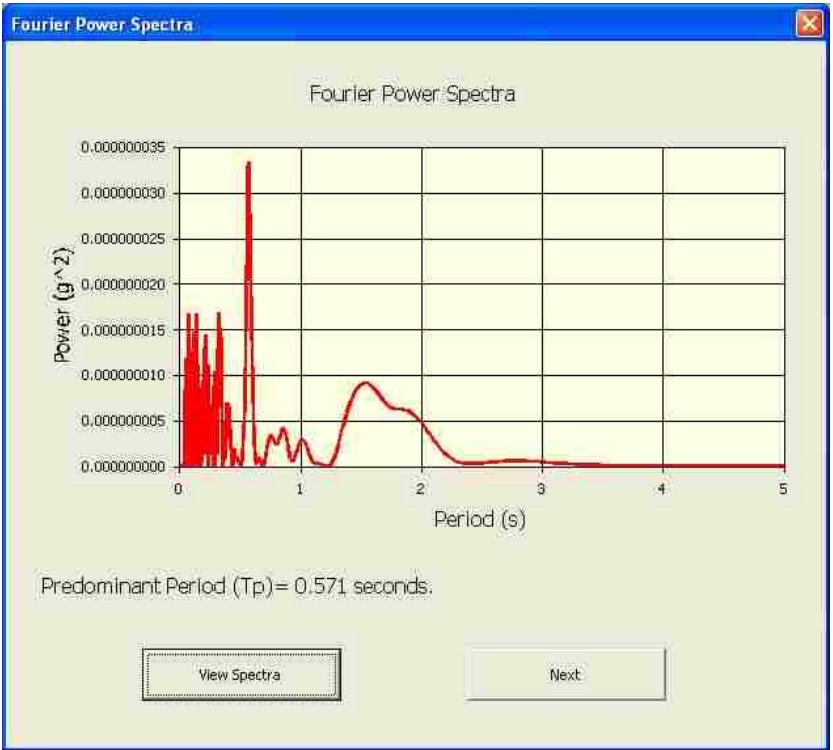 Fourier Power Spectra
Fourier Power Spectra
Power (g^2)
0.000000035
0.000000030
0.000000025
0.000000020
0.000000015
0.000000010
0.000000005
0.000000000
0 1 2 3 4 5
Period (s)
Predominant Period (Tp)= 0.571 seconds.
View Spectra Next